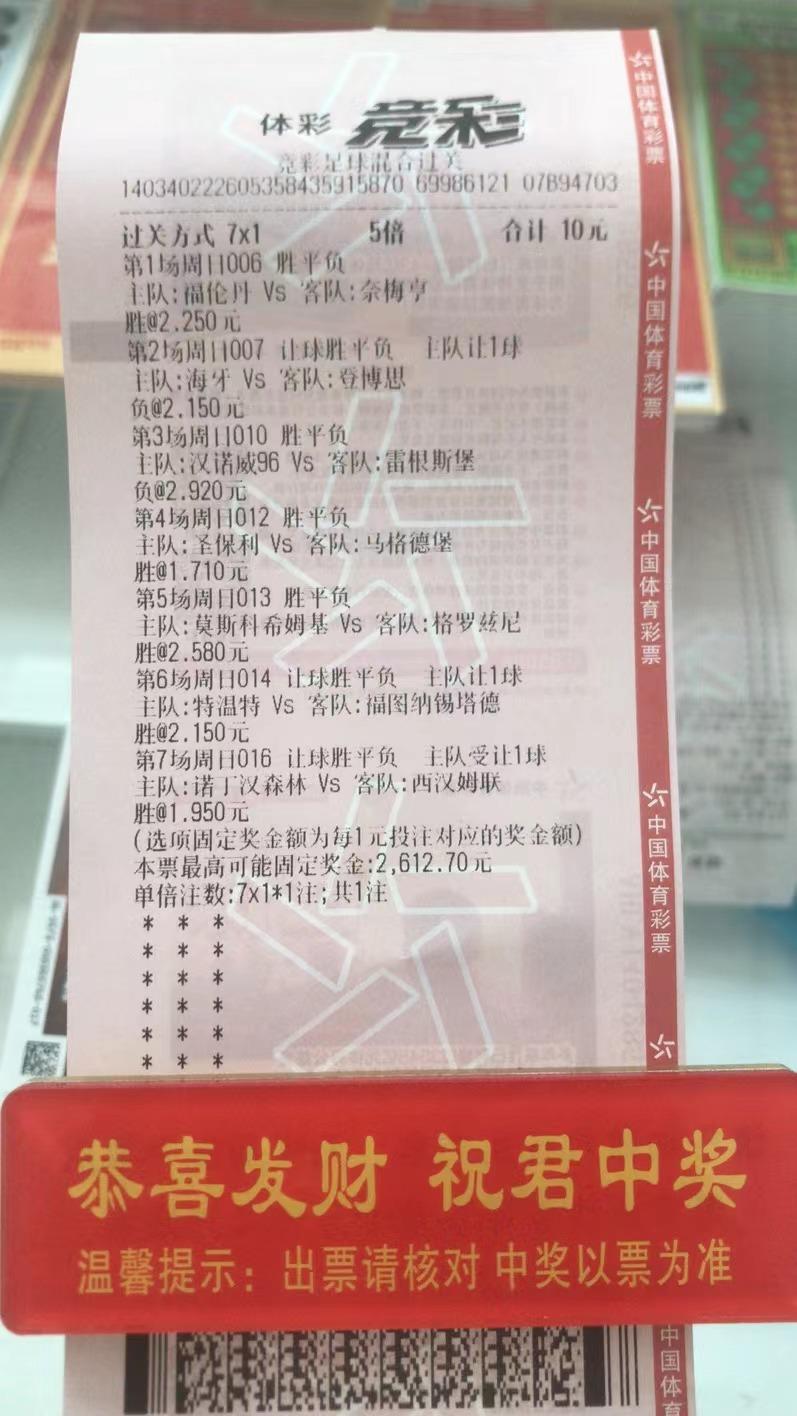 体彩 竞彩
竞彩足球混合过关
140340222605358435915870 69986121 07B94703
过关方式 7x1 5倍 合计 10元
第1场周日006 胜平负
主队:福伦丹 Vs 客队:奈梅亨
胜@2.250元
第2场周日007 让球胜平负 主队让1球
主队:海牙 Vs 客队:登博思
负@2.150元
第3场周日010 胜平负
主队:汉诺威96 Vs 客队:雷根斯堡
负@2.920元
第4场周日012 胜平负
主队:圣保利 Vs 客队:马格德堡
胜@1.710元
第5场周日013 胜平负
主队:莫斯科希姆基 Vs 客队:格罗兹尼
胜@2.580元
第6场周日014 让球胜平负 主队让1球
主队:特温特 Vs 客队:福图纳锡塔德
胜@2.150元
第7场周日016 让球胜平负 主队受让1球
主队:诺丁汉森林 Vs 客队:西汉姆联
胜@1.950元
(选项固定奖金额为每1元投注对应的奖金额)
本票最高可能固定奖金:2,612.70元
单倍注数:7x1*1注;共1注
* * *
* * *
* * *
* * *
* * *
* * *
中国体育彩票
中国体育彩票
中国体育彩票
中国体育彩票
恭喜发财 祝君中奖
温馨提示：出票请核对 中奖以票为准
中国体育